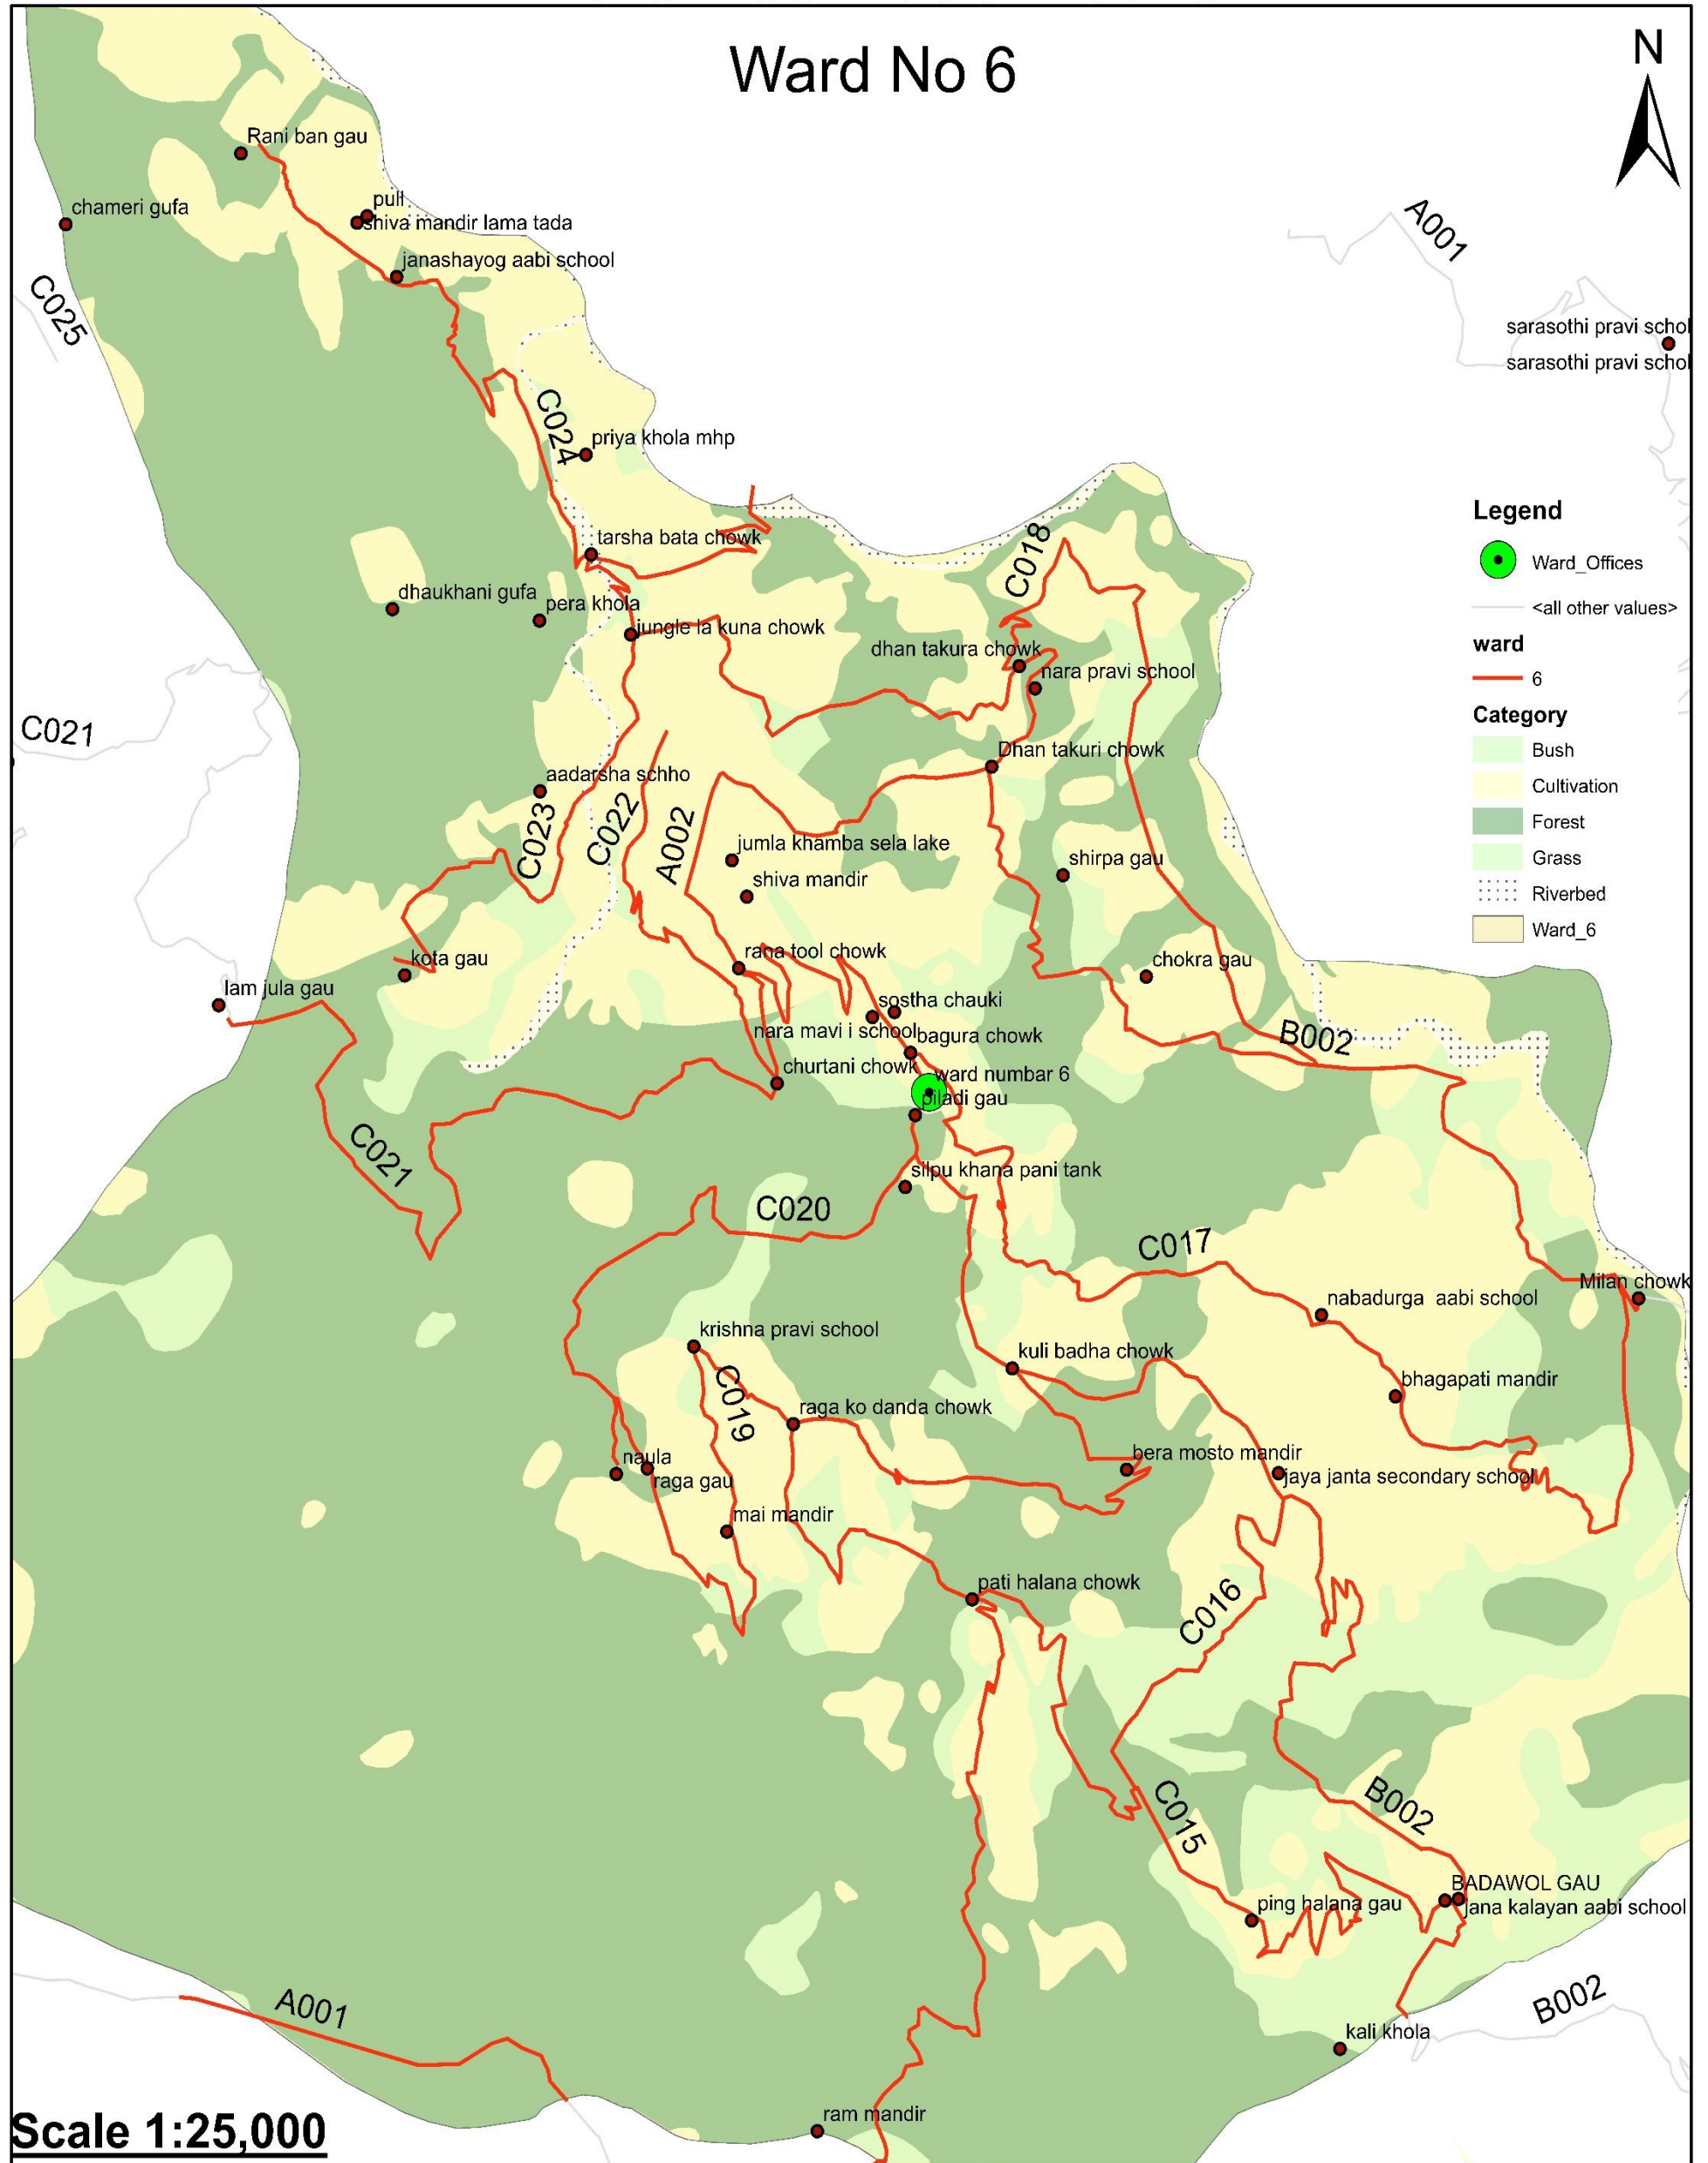 Ward No 6
N
Rani ban gau
pull
shiva mandir lama tada
chameri gufa
janashayog aabi school
A001
C025
sarasothi pravi schol
sarasothi pravi schol
C024
priya khola mhp
tarsha bata chowk
C018
dhaukhani gufa
pera khola
jungle la kuna chowk
dhan takura chowk
nara pravi school
C021
Dhan takuri chowk
aadarsha schho
C023
C022
A002
jumla khamba sela lake
shiva mandir
shirpa gau
rana tool chowk
kota gau
chokra gau
lam jula gau
sostha chauki
nara mavi i school
bagura chowk
B002
churtani chowk
ward numbar 6
piladi gau
C021
silpu khana pani tank
C020
C017
Milan chowk
nabadurga aabi school
krishna pravi school
kuli badha chowk
C019
bhagapati mandir
raga ko danda chowk
naula
raga gau
bera mosto mandir
jaya janta secondary school
mai mandir
pati halana chowk
C016
C015
B002
BADAWOL GAU
jana kalayan aabi school
ping halana gau
A001
B002
kali khola
ram mandir
Scale 1:25,000
Legend
Ward_Offices
<all other values>
ward
6
Category
Bush
Cultivation
Forest
Grass
Riverbed
Ward_6